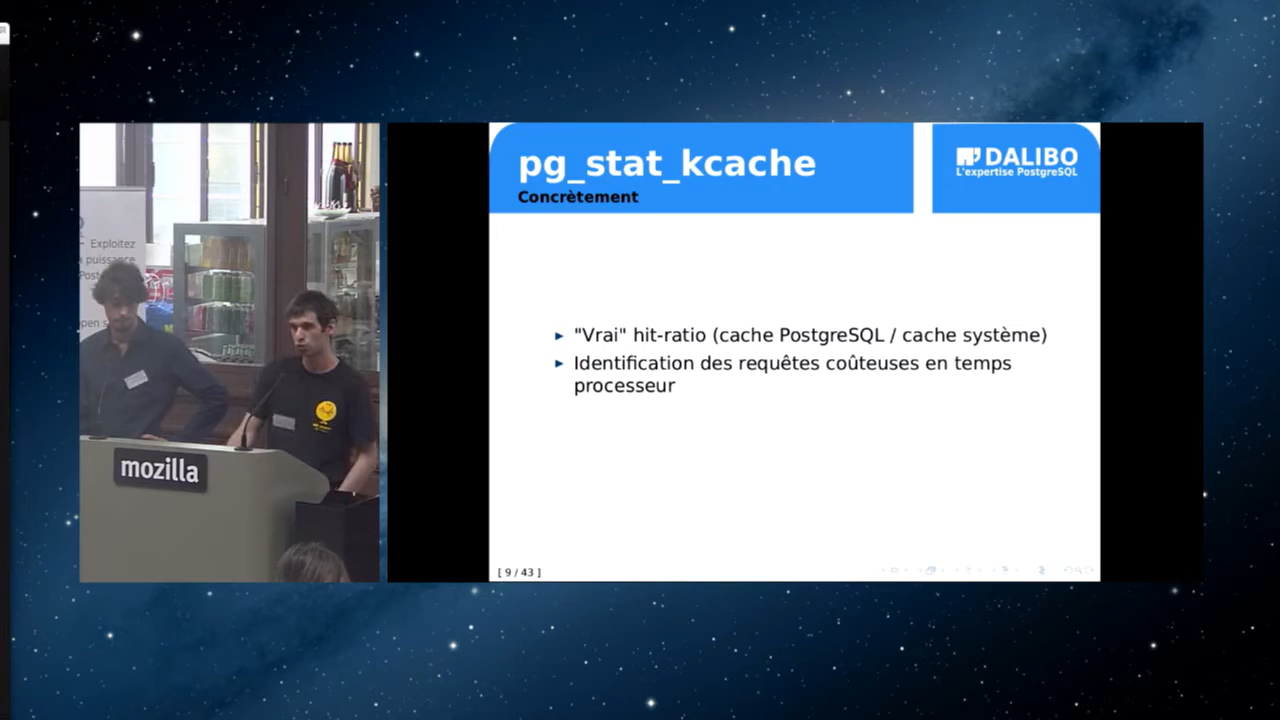 Exploitez
puissance
mozilla
pg_stat_kcache
Concrètement
DALIBO
L'expertise PostgreSQL
► "Vrai" hit-ratio (cache PostgreSQL / cache système)
► Identification des requêtes coûteuses en temps
processeur
[ 9 / 43 ]